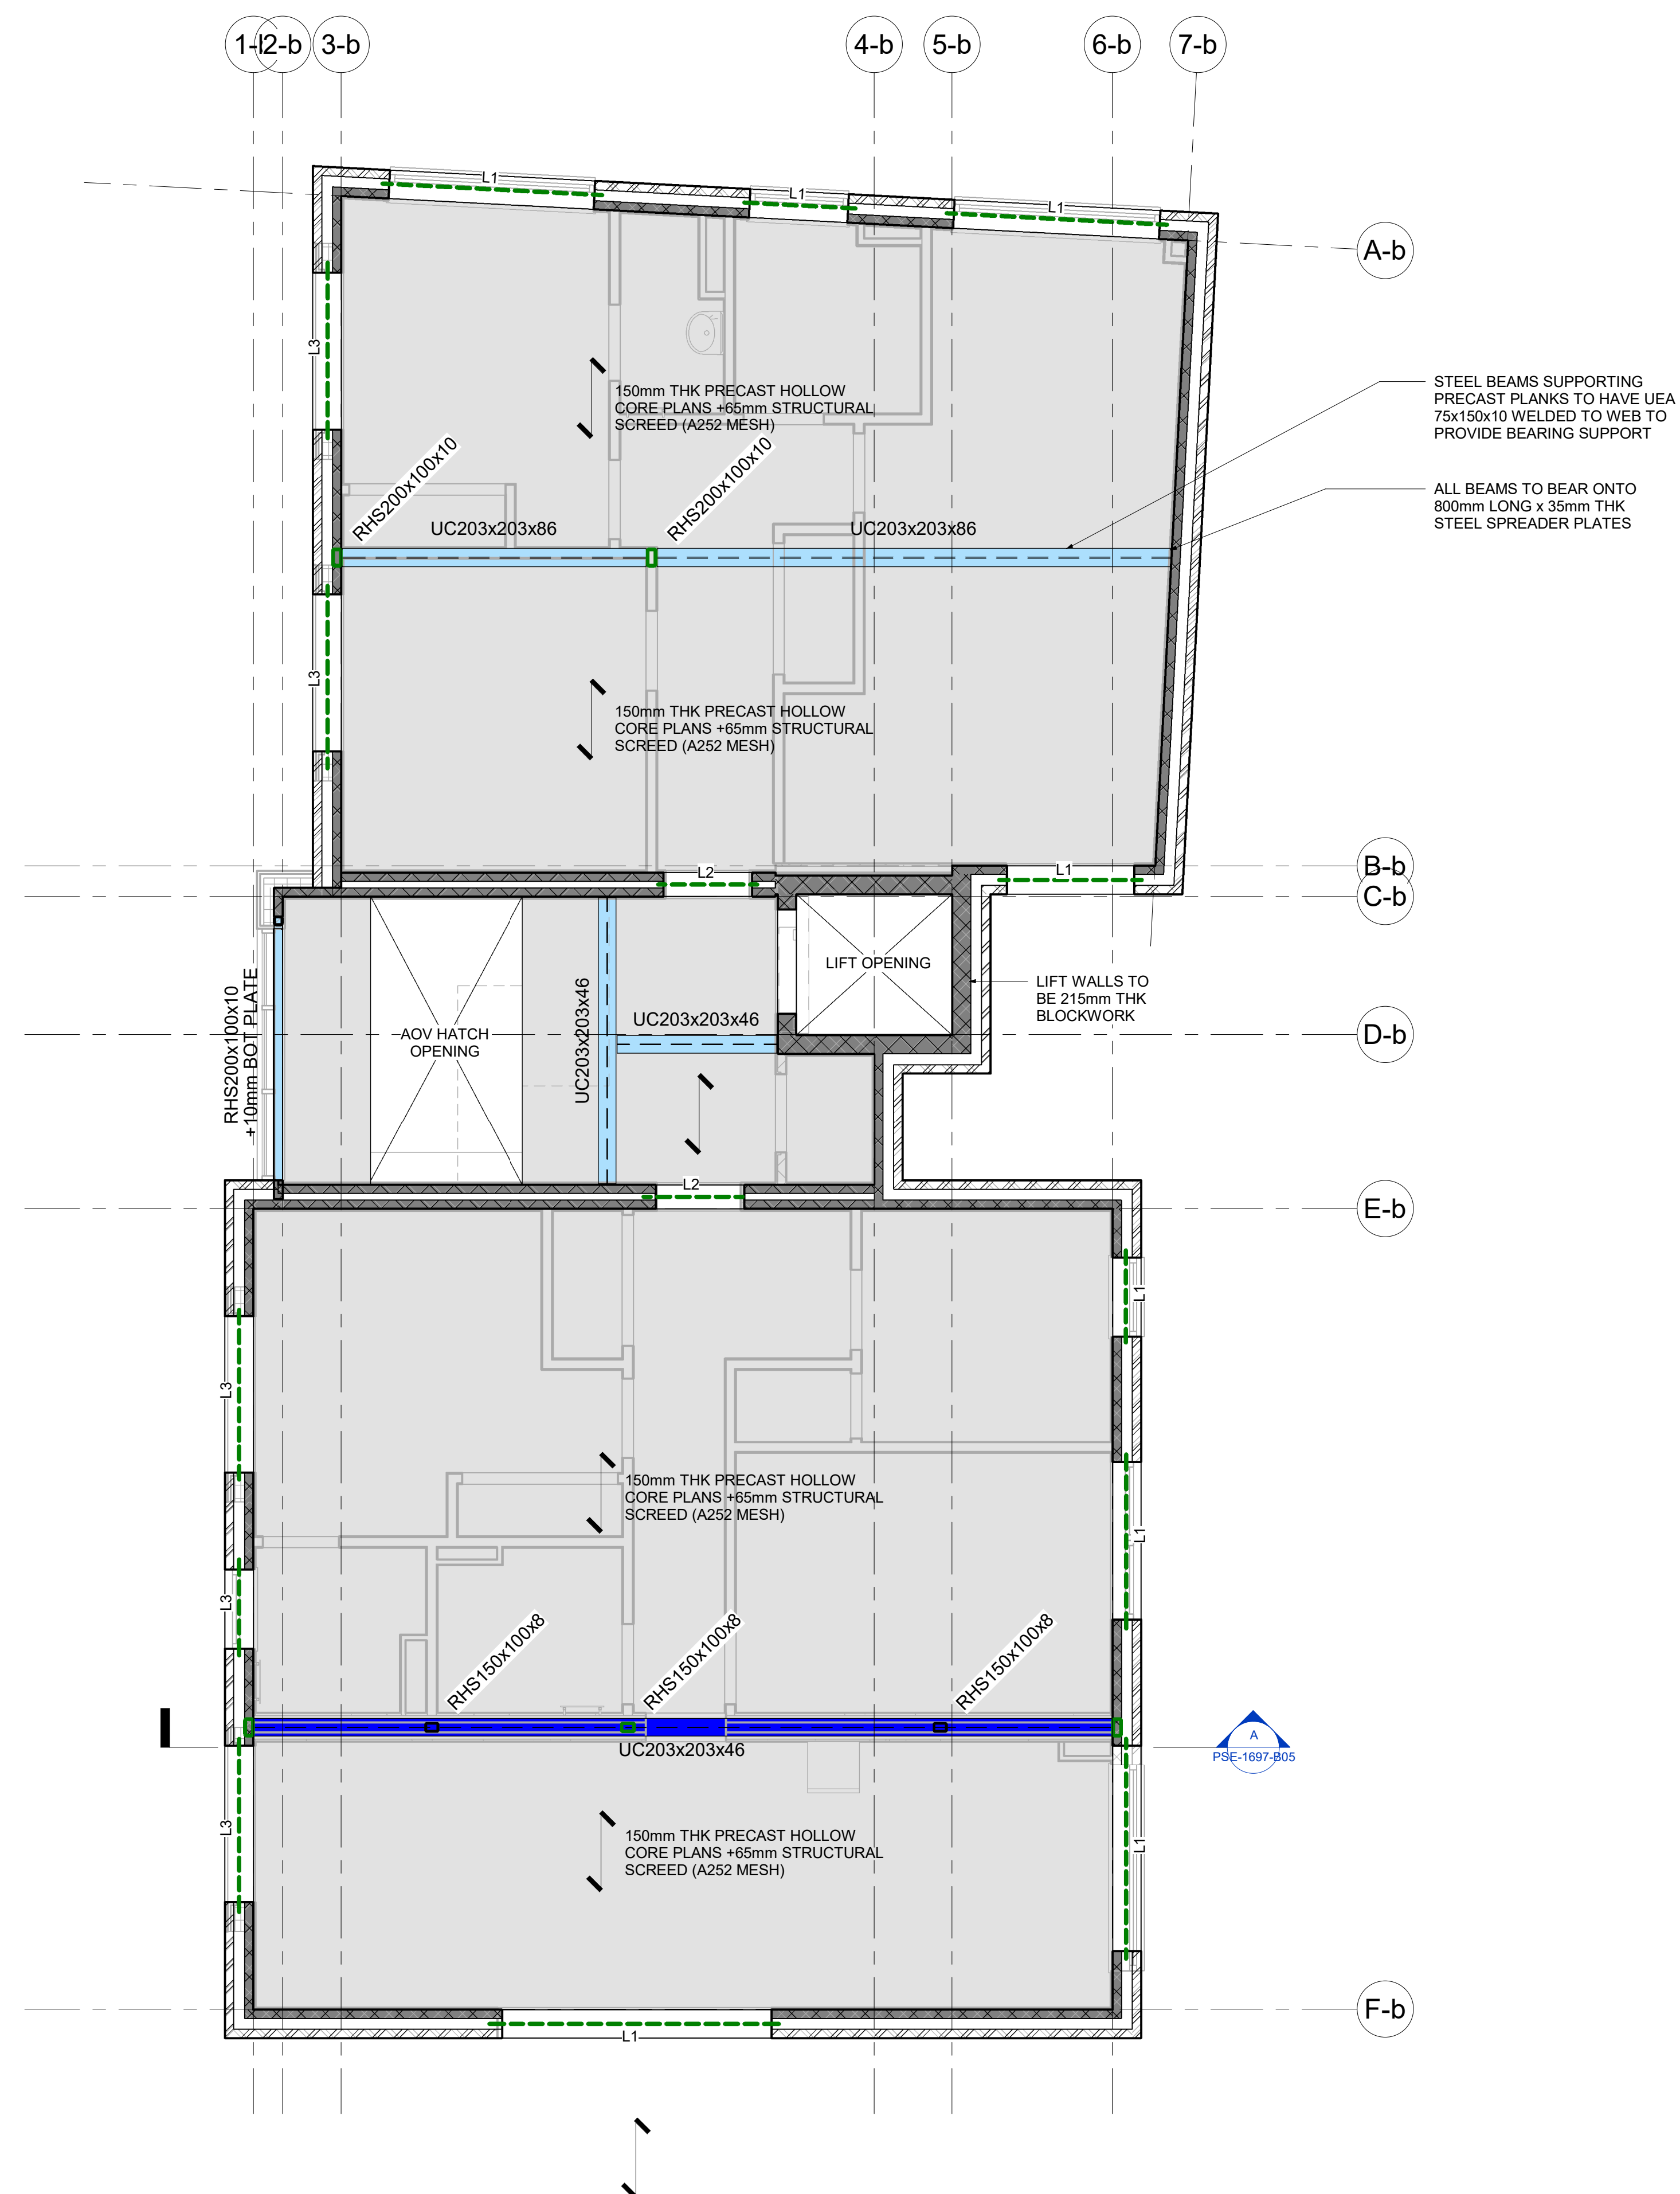 1-b
2-b
3-b
4-b
5-b
6-b
7-b
L1
L1
L1
A-b
L3
STEEL BEAMS SUPPORTING
PRECAST PLANKS TO HAVE UEA
75x150x10 WELDED TO WEB TO
PROVIDE BEARING SUPPORT
150mm THK PRECAST HOLLOW
CORE PLANS +65mm STRUCTURAL
SCREED (A252 MESH)
RHS200x100x10
RHS200x100x10
ALL BEAMS TO BEAR ONTO
800mm LONG x 35mm THK
STEEL SPREADER PLATES
UC203x203x86
UC203x203x86
L3
150mm THK PRECAST HOLLOW
CORE PLANS +65mm STRUCTURAL
SCREED (A252 MESH)
L2
L1
B-b
C-b
LIFT OPENING
LIFT WALLS TO
BE 215mm THK
BLOCKWORK
RHS200x100x10
+10mm BOT PLATE
AOV HATCH
OPENING
UC203x203x46
UC203x203x46
D-b
L2
E-b
L1
L3
150mm THK PRECAST HOLLOW
CORE PLANS +65mm STRUCTURAL
SCREED (A252 MESH)
L1
L3
RHS150x100x8
RHS150x100x8
RHS150x100x8
UC203x203x46
A
PSE-1697-B05
L3
150mm THK PRECAST HOLLOW
CORE PLANS +65mm STRUCTURAL
SCREED (A252 MESH)
L1
F-b
L1